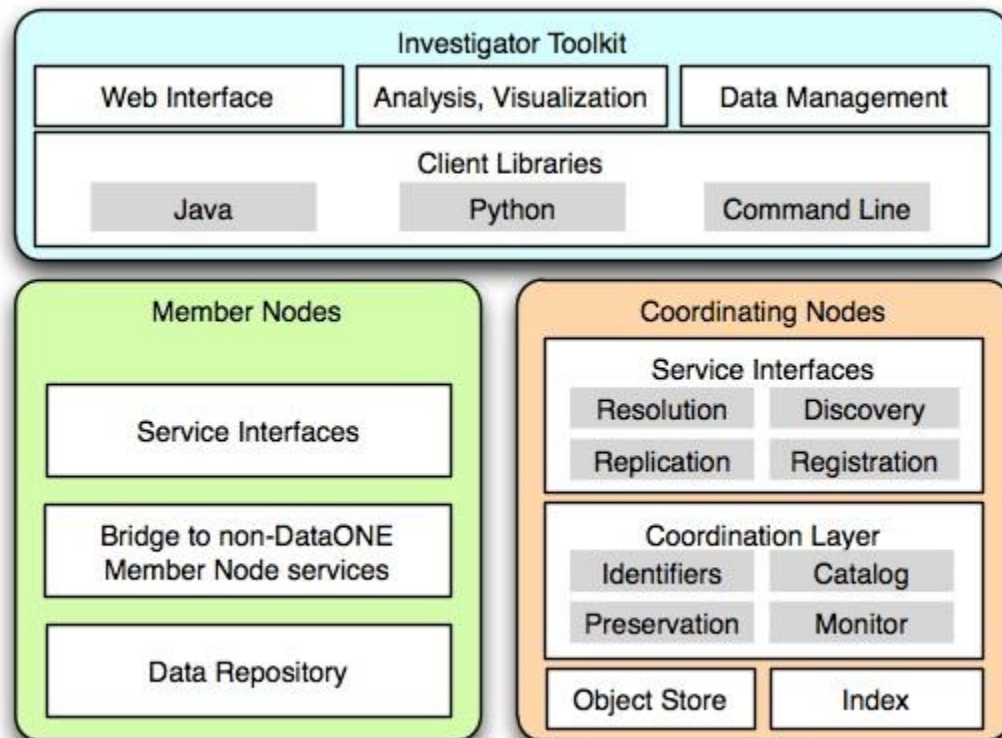 Investigator Toolkit
Web Interface
Analysis, Visualization
Data Management
Client Libraries
Java
Python
Command Line
Member Nodes
Service Interfaces
Bridge to non-DataONE
Member Node services
Data Repository
Coordinating Nodes
Service Interfaces
Resolution
Discovery
Replication
Registration
Coordination Layer
Identifiers
Catalog
Preservation
Monitor
Object Store
Index